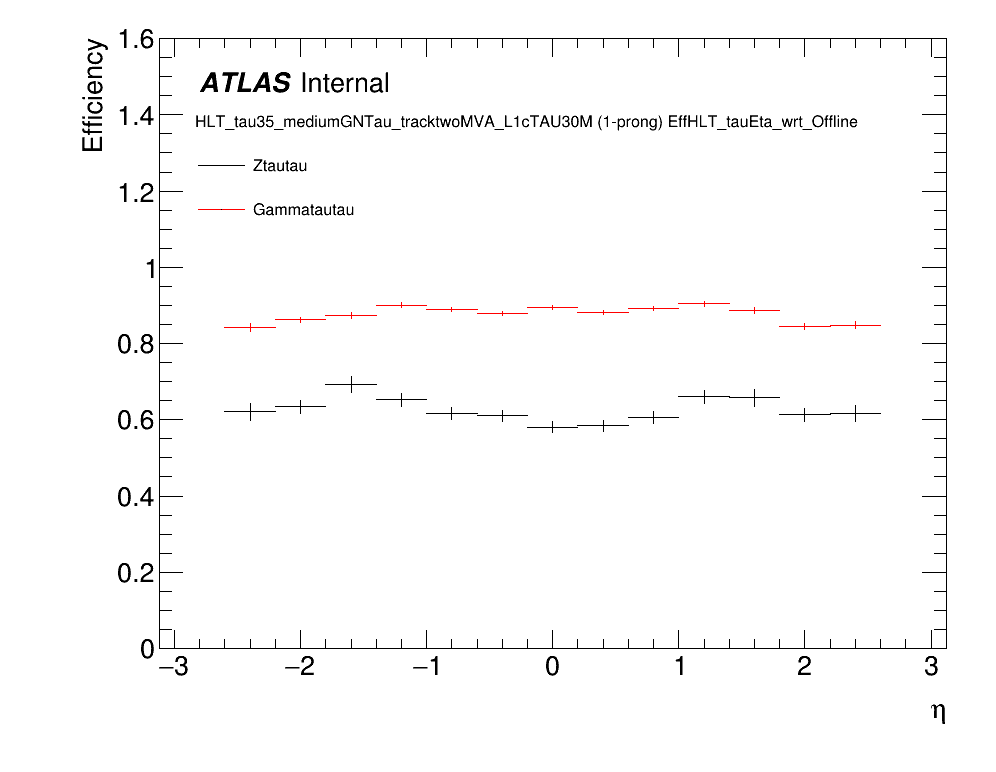 Efficiency
1.6
1.4
1.2
1
0.8
0.6
0.4
0.2
0
ATLAS Internal
HLT_tau35_mediumGNTau_tracktwoMVA_L1cTAU30M (1-prong) EffHLT_tauEta_wrt_Offline
Ztautau
Gammatautau
−3 −2 −1 0 1 2 3
η